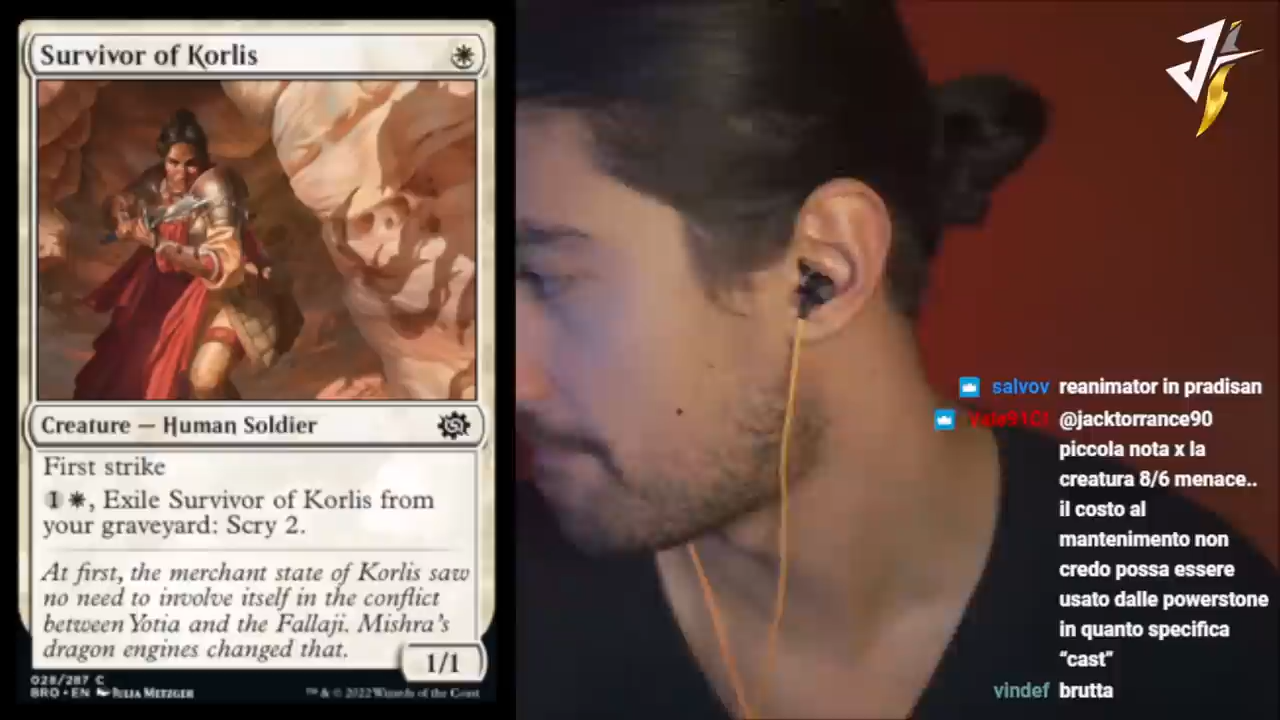 Survivor of Korlis
Creature — Human Soldier
First strike
1, Exile Survivor of Korlis from
your graveyard: Scry 2.
At first, the merchant state of Korlis saw
no need to involve itself in the conflict
between Yotia and the Fallaji. Mishra's
dragon engines changed that.
1/1
028/287 C
BRO • EN Julia Metzger
™ & © 2022 Wizards of the Coast
salvov reanimator in pradisan
@jacktorrance90
piccola nota x la
creatura 8/6 menace..
il costo al
mantenimento non
credo possa essere
usato dalle powerstone
in quanto specifica
“cast”
vindef brutta